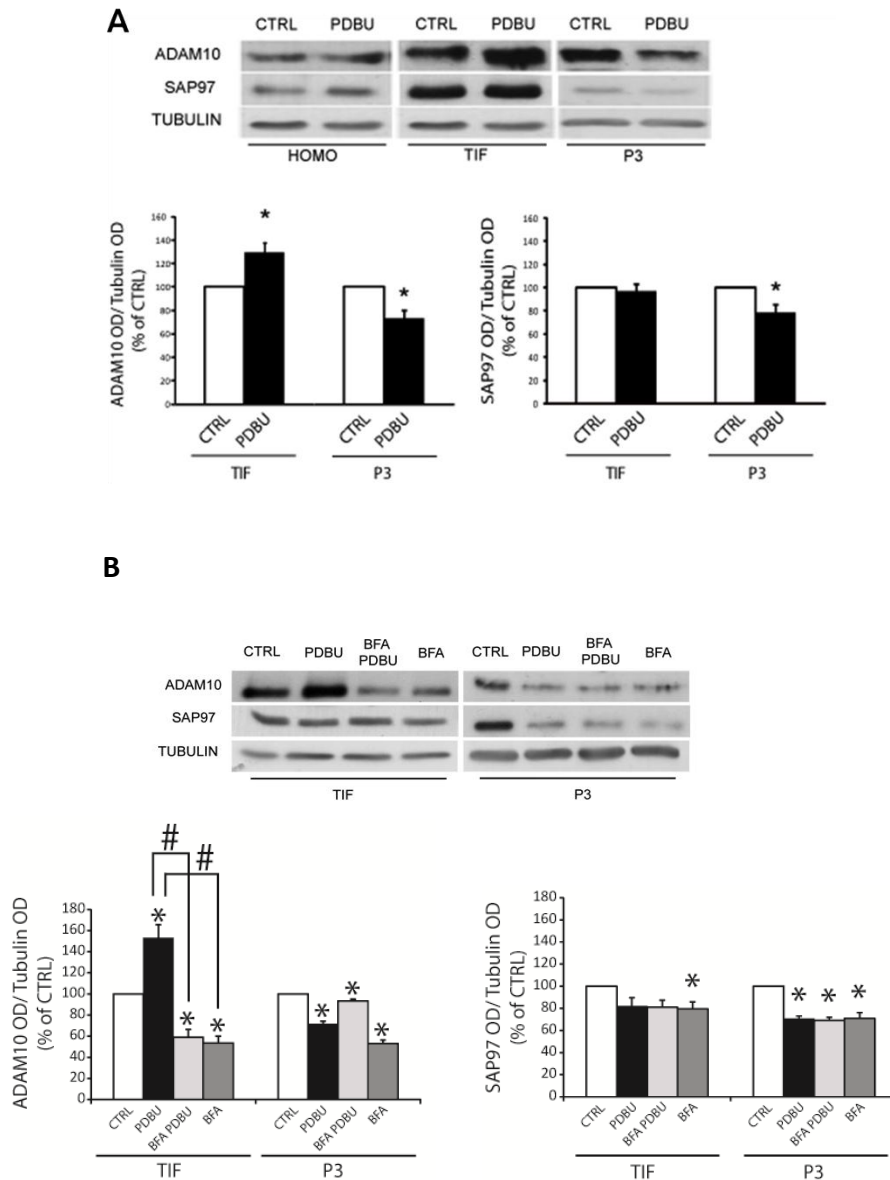 A
CTRL PDBU CTRL PDBU CTRL PDBU
ADAM10
SAP97
TUBULIN
HOMO TIF P3
ADAM10 OD/Tubulin OD
(% of CTRL)
160
140
120
100
80
60
40
20
0
*
*
CTRL PDBU CTRL PDBU
TIF P3
SAP97 OD/Tubulin OD
(% of CTRL)
160
140
120
100
80
60
40
20
0
*
CTRL PDBU CTRL PDBU
TIF P3
B
CTRL PDBU BFA PDBU BFA CTRL PDBU BFA PDBU BFA
ADAM10
SAP97
TUBULIN
TIF P3
ADAM10 OD/Tubulin OD
(% of CTRL)
180
160
140
120
100
80
60
40
20
0
#
#
* * * * * *
CTRL PDBU BFA PDBU BFA CTRL PDBU BFA PDBU BFA
TIF P3
SAP97 OD/Tubulin OD
(% of CTRL)
180
160
140
120
100
80
60
40
20
0
* * * *
CTRL PDBU BFA PDBU BFA CTRL PDBU BFA PDBU BFA
TIF P3